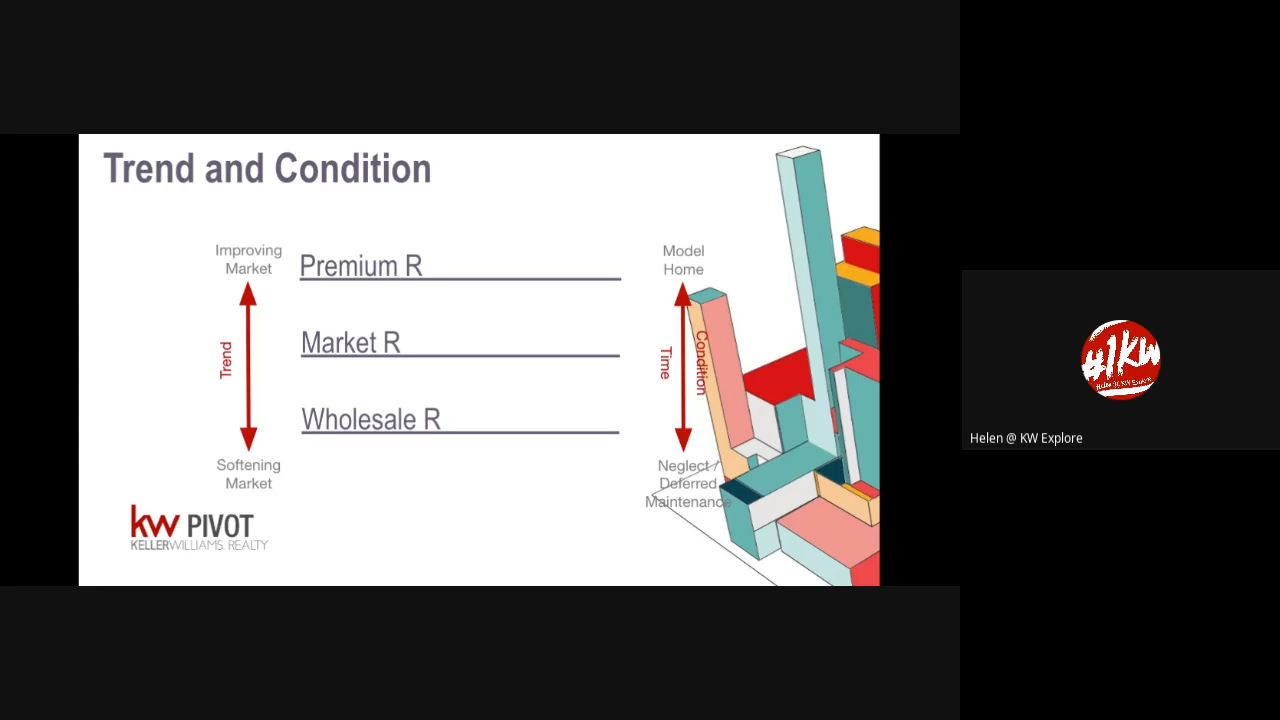 Trend and Condition
Improving
Market
Premium R
Model
Home
Trend
Market R
Time
Condition
Wholesale R
Softening
Market
Neglect /
Deferred
Maintenance
kw PIVOT
KELLERWILLIAMS. REALTY
#1KW
Helen @ KW Explore